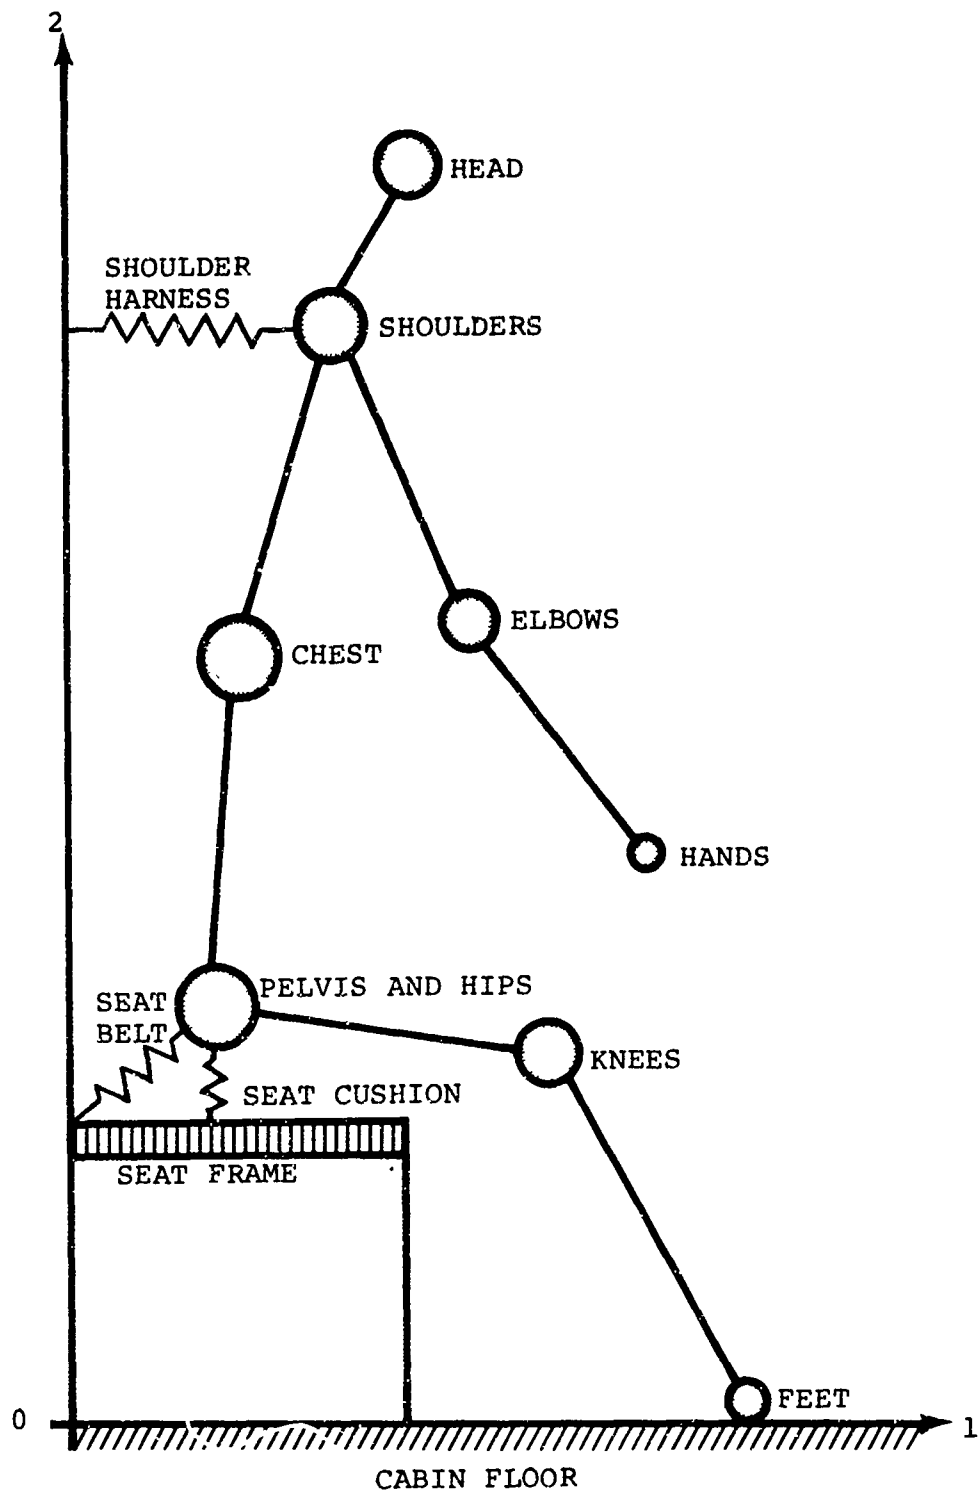 2
HEAD
SHOULDER
HARNESS
SHOULDERS
ELBOWS
CHEST
HANDS
PELVIS AND HIPS
SEAT
BELT
KNEES
SEAT CUSHION
SEAT FRAME
FEET
0
1
CABIN FLOOR